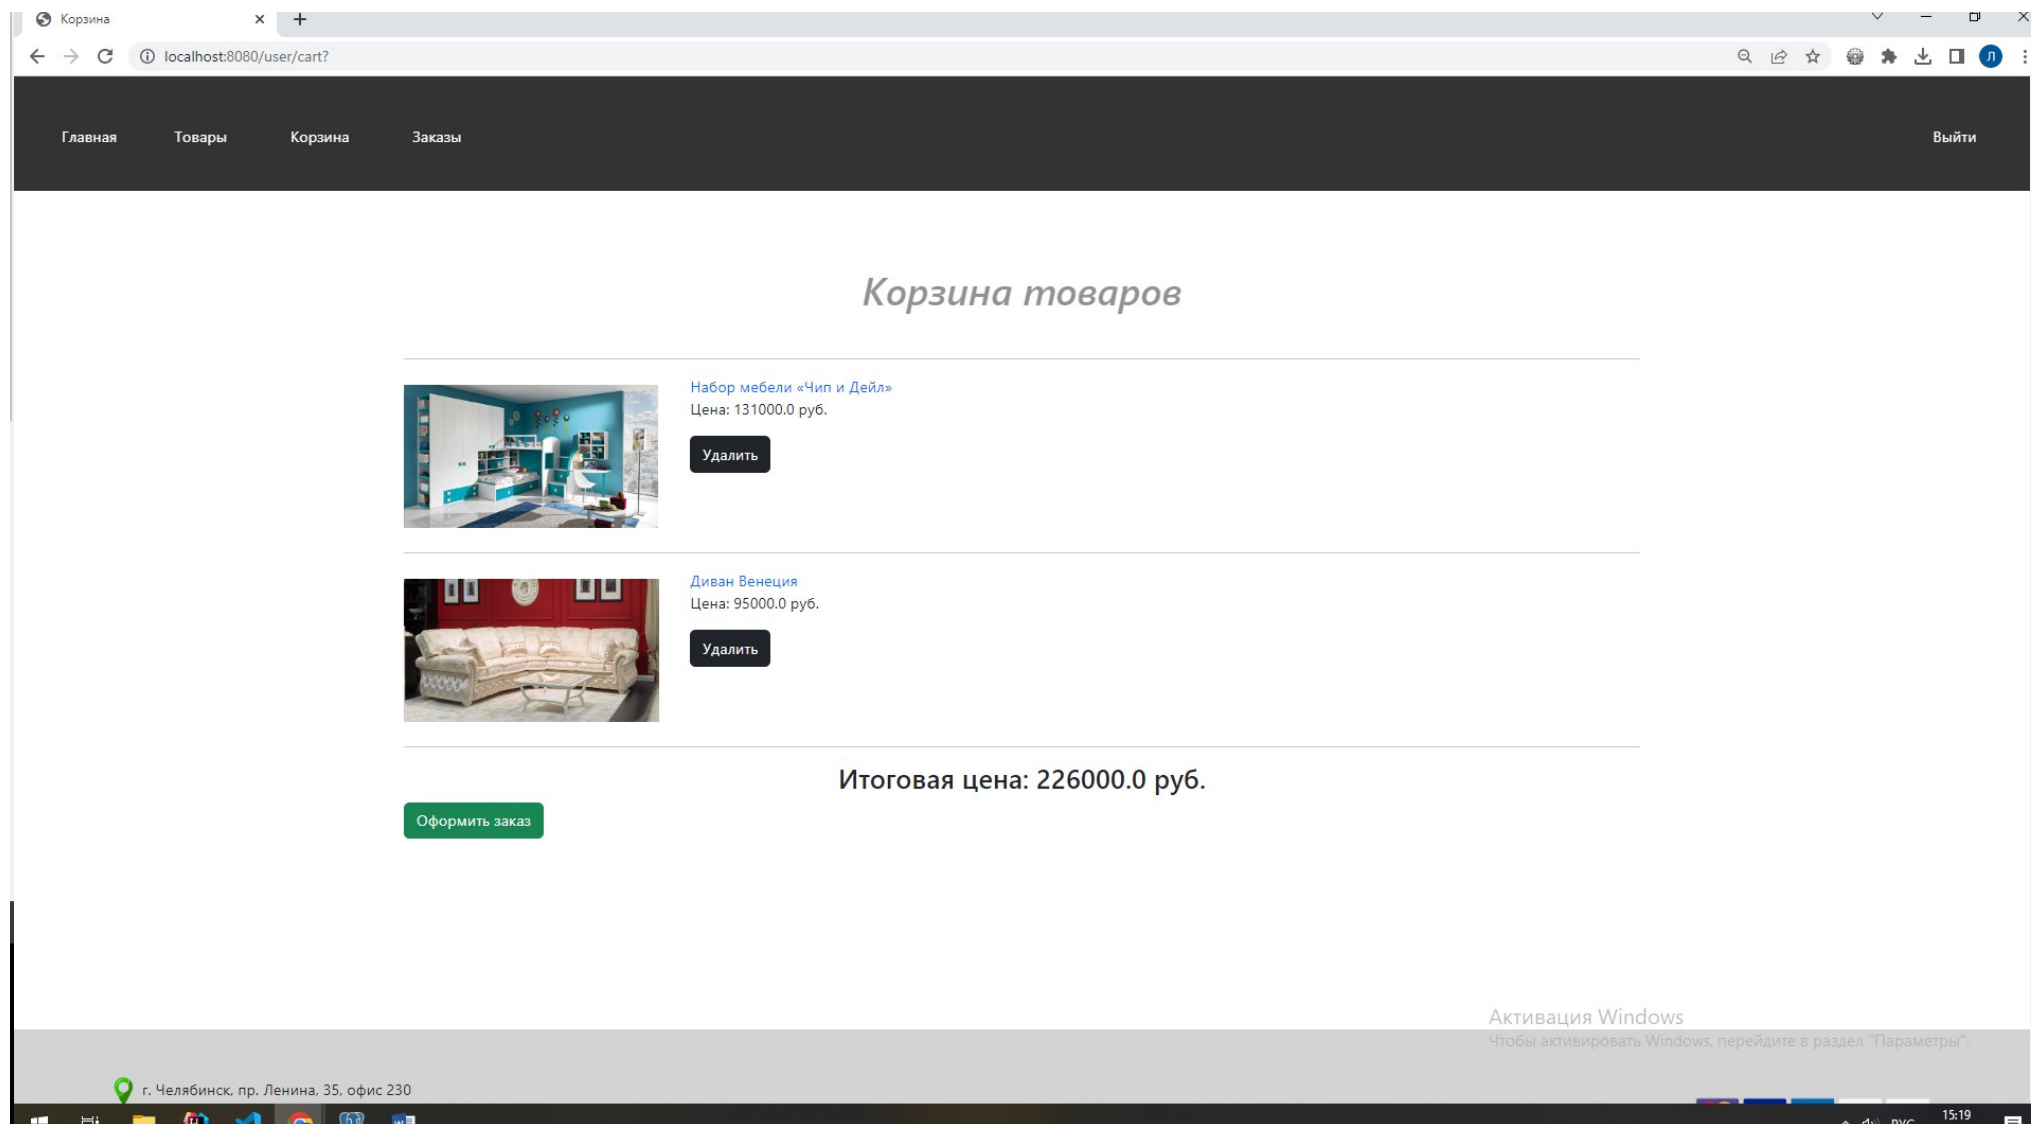 Корзина
localhost:8080/user/cart?
Л
Главная Товары Корзина Заказы Выйти
Корзина товаров
Набор мебели «Чип и Дейл»
Цена: 131000.0 руб.
Удалить
Диван Венеция
Цена: 95000.0 руб.
Удалить
Итоговая цена: 226000.0 руб.
Оформить заказ
Активация Windows
Чтобы активировать Windows, перейдите в раздел "Параметры".
г. Челябинск, пр. Ленина, 35, офис 230
РУС
15:19